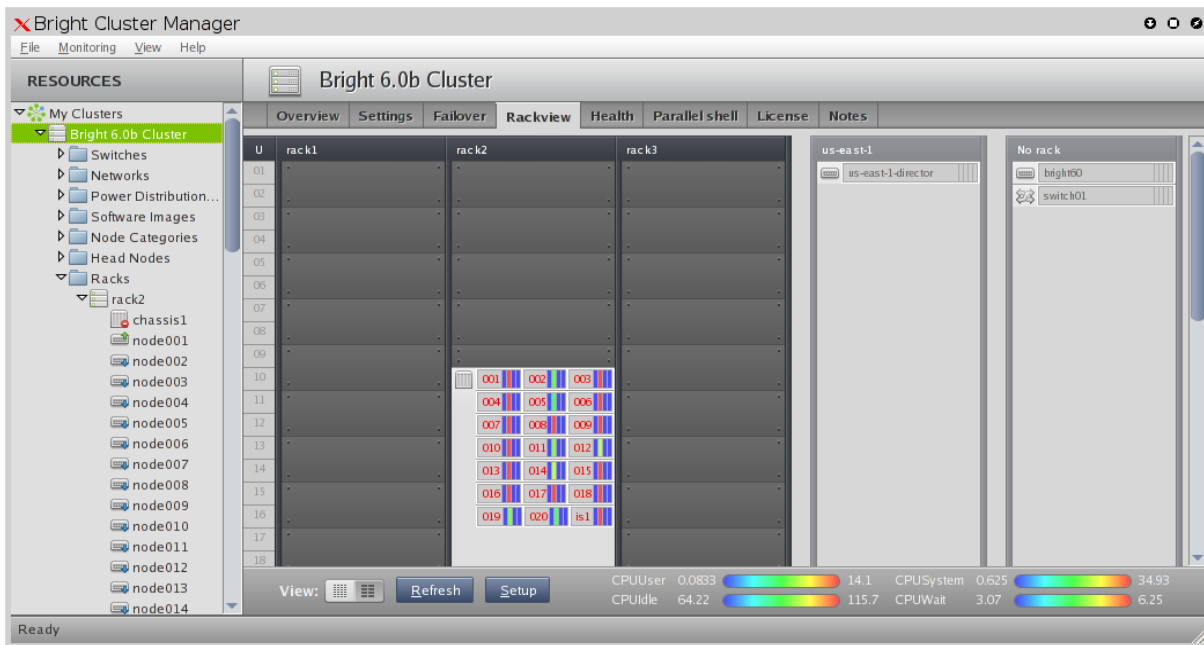 Bright Cluster Manager
File Monitoring View Help
RESOURCES
Bright 6.0b Cluster
My Clusters
Bright 6.0b Cluster
Switches
Networks
Power Distribution...
Software Images
Node Categories
Head Nodes
Racks
rack2
chassis1
node001
node002
node003
node004
node005
node006
node007
node008
node009
node010
node011
node012
node013
node014
Overview Settings Failover Rackview Health Parallel shell License Notes
U rack1 rack2 rack3 us-east-1 No rack
01 us-east-1-director bright60
02 switch01
03
04
05
06
07
08
09
10 001 002 003
11 004 005 006
12 007 008 009
13 010 011 012
14 013 014 015
15 016 017 018
16 019 020 is1
17
18
View: Refresh Setup
CPUUser 0.0833 14.1 CPUSystem 0.625 34.93
CPUIdle 64.22 115.7 CPUWait 3.07 6.25
Ready